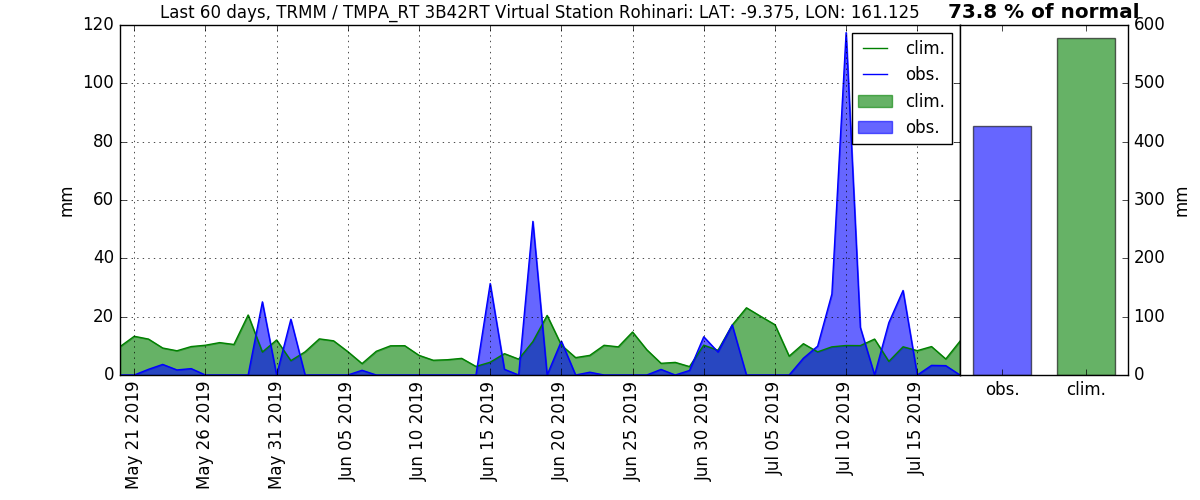 Last 60 days, TRMM / TMPA_RT 3B42RT Virtual Station Rohinari: LAT: -9.375, LON: 161.125
73.8 % of normal
120
100
80
60
40
20
0
mm
clim.
obs.
clim.
obs.
600
500
400
300
200
100
0
mm
May 21 2019
May 26 2019
May 31 2019
Jun 05 2019
Jun 10 2019
Jun 15 2019
Jun 20 2019
Jun 25 2019
Jun 30 2019
Jul 05 2019
Jul 10 2019
Jul 15 2019
obs.
clim.